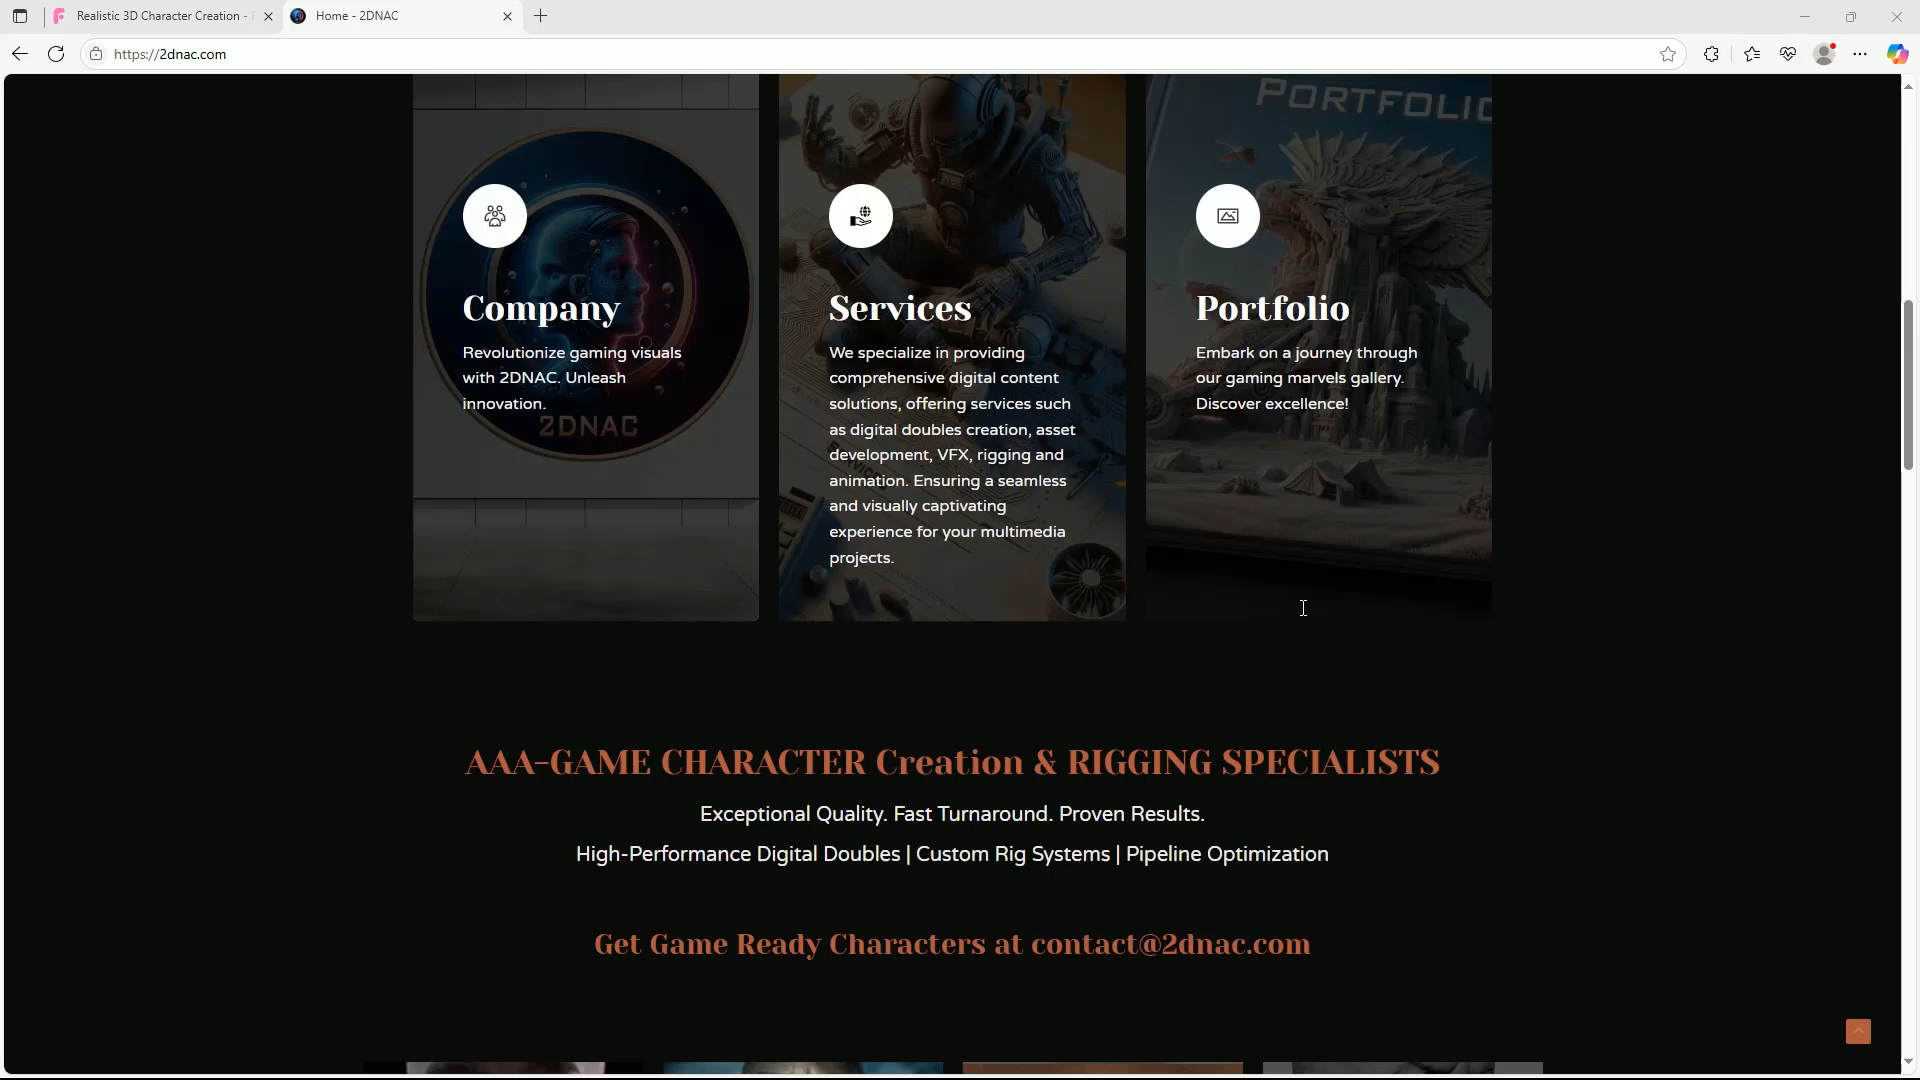 Realistic 3D Character Creation -
Home - 2DNAC
https://2dnac.com
PORTFOLIO
Company
Revolutionize gaming visuals
with 2DNAC. Unleash
innovation.
2DNAC
Services
We specialize in providing
comprehensive digital content
solutions, offering services such
as digital doubles creation, asset
development, VFX, rigging and
animation. Ensuring a seamless
and visually captivating
experience for your multimedia
projects.
Portfolio
Embark on a journey through
our gaming marvels gallery.
Discover excellence!
AAA-GAME CHARACTER Creation & RIGGING SPECIALISTS
Exceptional Quality. Fast Turnaround. Proven Results.
High-Performance Digital Doubles | Custom Rig Systems | Pipeline Optimization
Get Game Ready Characters at contact@2dnac.com